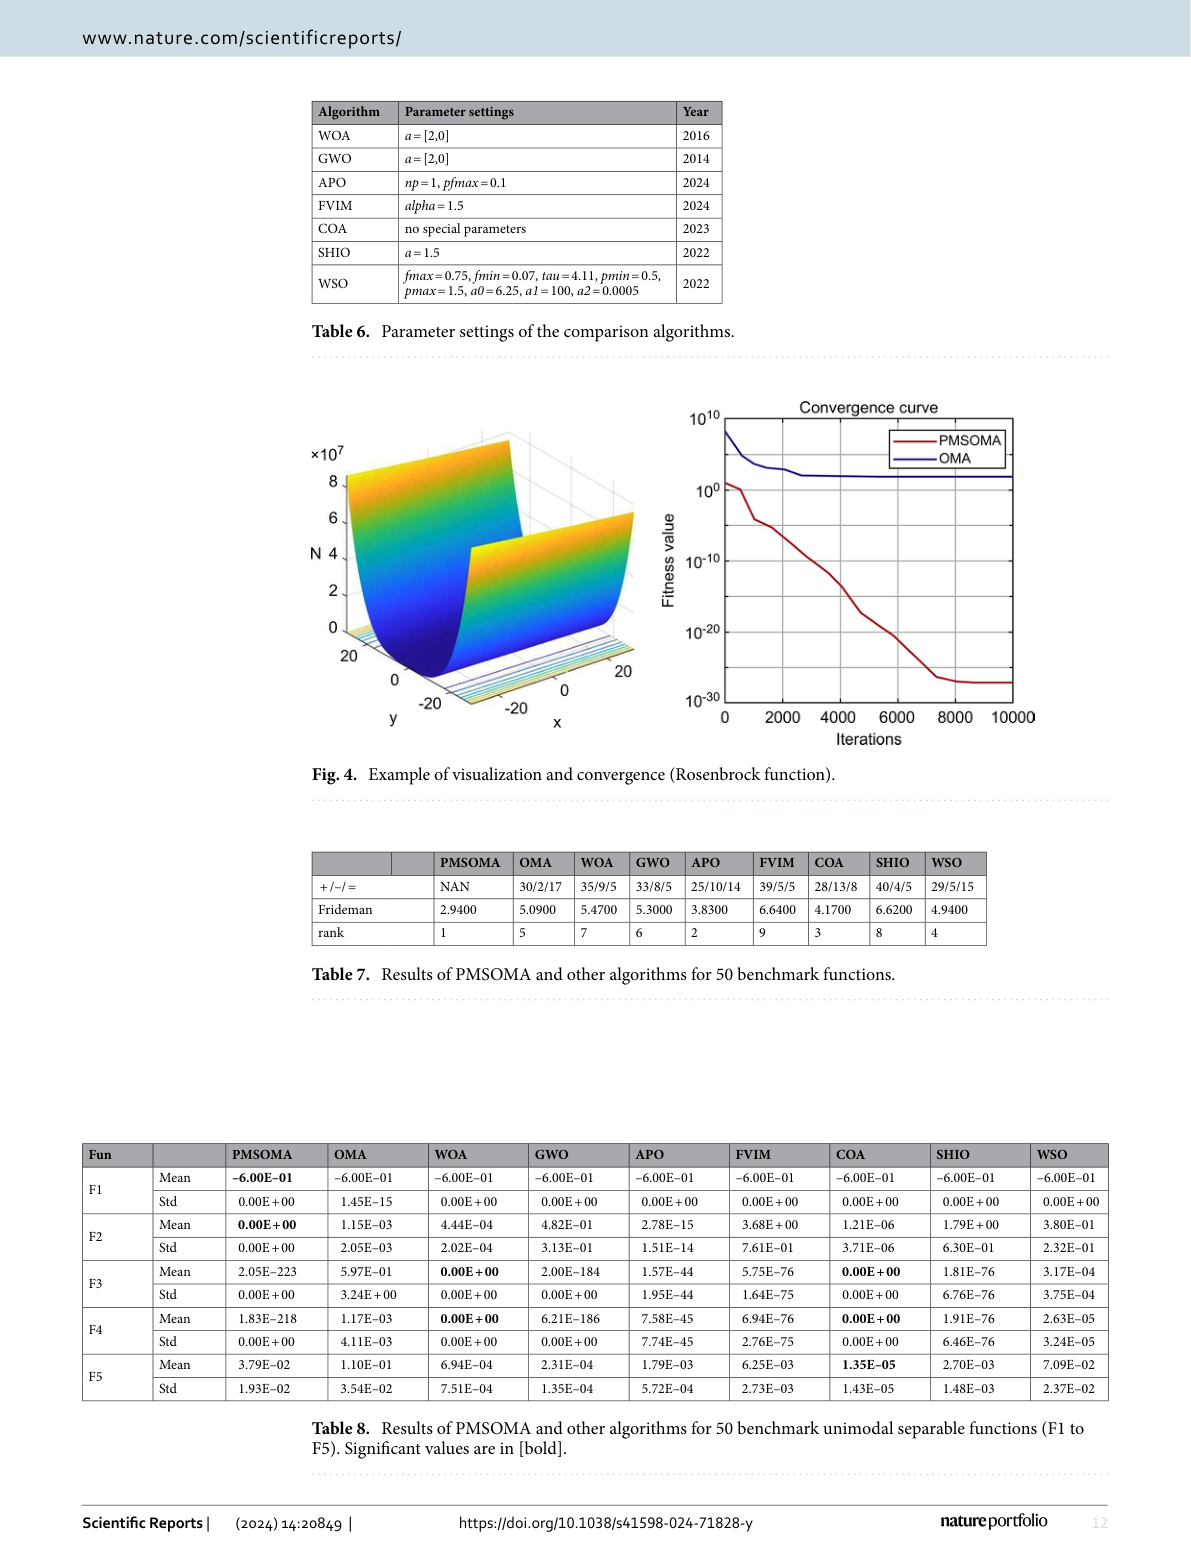 www.nature.com/scientificreports/
Algorithm Parameter settings Year
WOA a = [2,0] 2016
GWO a = [2,0] 2014
APO np = 1, pfmax = 0.1 2024
FVIM alpha = 1.5 2024
COA no special parameters 2023
SHIO a = 1.5 2022
WSO fmax = 0.75, fmin = 0.07, tau = 4.11, pmin = 0.5, 2022
pmax = 1.5, a0 = 6.25, a1 = 100, a2 = 0.0005
Table 6. Parameter settings of the comparison algorithms.
×10⁷
8
6
N 4
2
0
20
0
-20
y
-20
0
20
x
Convergence curve
PMSOMA
OMA
10¹⁰
10⁰
10⁻¹⁰
10⁻²⁰
10⁻³⁰
Fitness value
0 2000 4000 6000 8000 10000
Iterations
Fig. 4. Example of visualization and convergence (Rosenbrock function).
PMSOMA OMA WOA GWO APO FVIM COA SHIO WSO
+/–/= NAN 30/2/17 35/9/5 33/8/5 25/10/14 39/5/5 28/13/8 40/4/5 29/5/15
Frideman 2.9400 5.0900 5.4700 5.3000 3.8300 6.6400 4.1700 6.6200 4.9400
rank 1 5 7 6 2 9 3 8 4
Table 7. Results of PMSOMA and other algorithms for 50 benchmark functions.
Fun PMSOMA OMA WOA GWO APO FVIM COA SHIO WSO
F1 Mean –6.00E–01 –6.00E–01 –6.00E–01 –6.00E–01 –6.00E–01 –6.00E–01 –6.00E–01 –6.00E–01 –6.00E–01
Std 0.00E+00 1.45E–15 0.00E+00 0.00E+00 0.00E+00 0.00E+00 0.00E+00 0.00E+00 0.00E+00
F2 Mean 0.00E+00 1.15E–03 4.44E–04 4.82E–01 2.78E–15 3.68E+00 1.21E–06 1.79E+00 3.80E–01
Std 0.00E+00 2.05E–03 2.02E–04 3.13E–01 1.51E–14 7.61E–01 3.71E–06 6.30E–01 2.32E–01
F3 Mean 2.05E–223 5.97E–01 0.00E+00 2.00E–184 1.57E–44 5.75E–76 0.00E+00 1.81E–76 3.17E–04
Std 0.00E+00 3.24E+00 0.00E+00 0.00E+00 1.95E–44 1.64E–75 0.00E+00 6.76E–76 3.75E–04
F4 Mean 1.83E–218 1.17E–03 0.00E+00 6.21E–186 7.58E–45 6.94E–76 0.00E+00 1.91E–76 2.63E–05
Std 0.00E+00 4.11E–03 0.00E+00 0.00E+00 7.74E–45 2.76E–75 0.00E+00 6.46E–76 3.24E–05
F5 Mean 3.79E–02 1.10E–01 6.94E–04 2.31E–04 1.79E–03 6.25E–03 1.35E–05 2.70E–03 7.09E–02
Std 1.93E–02 3.54E–02 7.51E–04 1.35E–04 5.72E–04 2.73E–03 1.43E–05 1.48E–03 2.37E–02
Table 8. Results of PMSOMA and other algorithms for 50 benchmark unimodal separable functions (F1 to
F5). Significant values are in [bold].
Scientific Reports | (2024) 14:20849 | https://doi.org/10.1038/s41598-024-71828-y natureportfolio 12